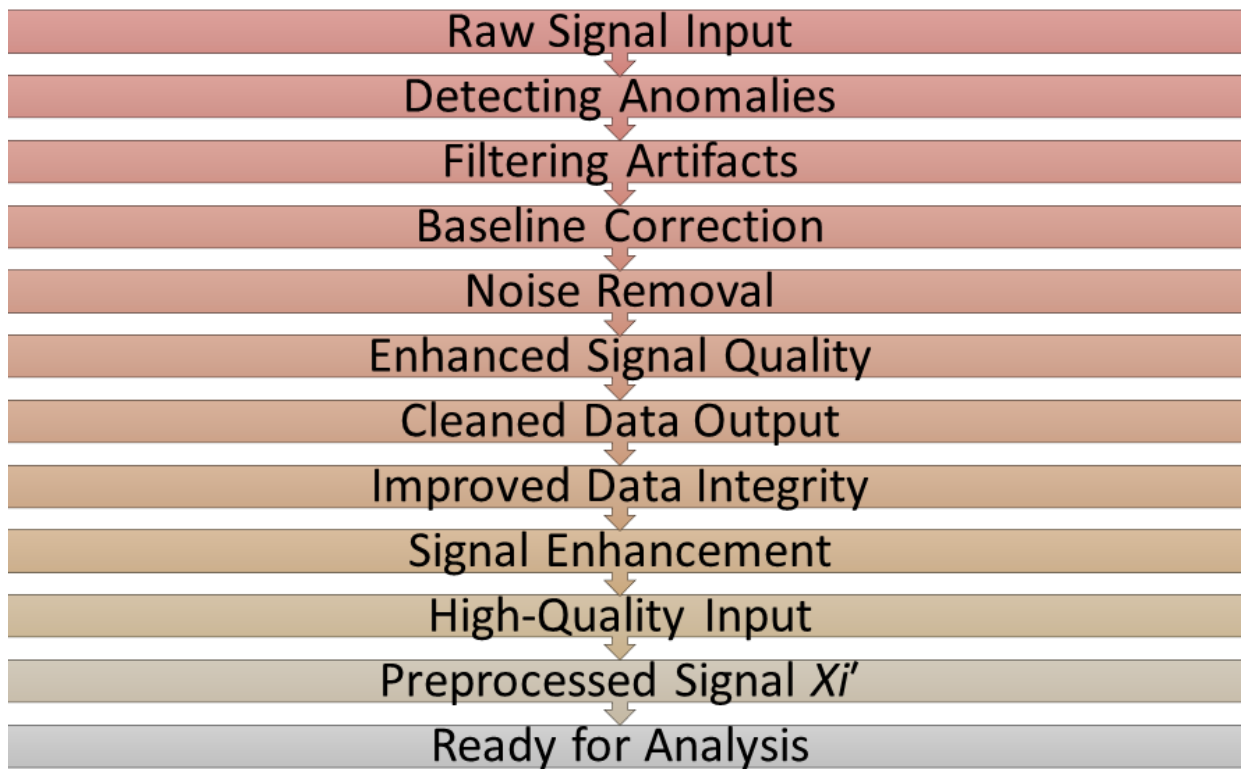 Raw Signal Input
Detecting Anomalies
Filtering Artifacts
Baseline Correction
Noise Removal
Enhanced Signal Quality
Cleaned Data Output
Improved Data Integrity
Signal Enhancement
High-Quality Input
Preprocessed Signal Xi′
Ready for Analysis